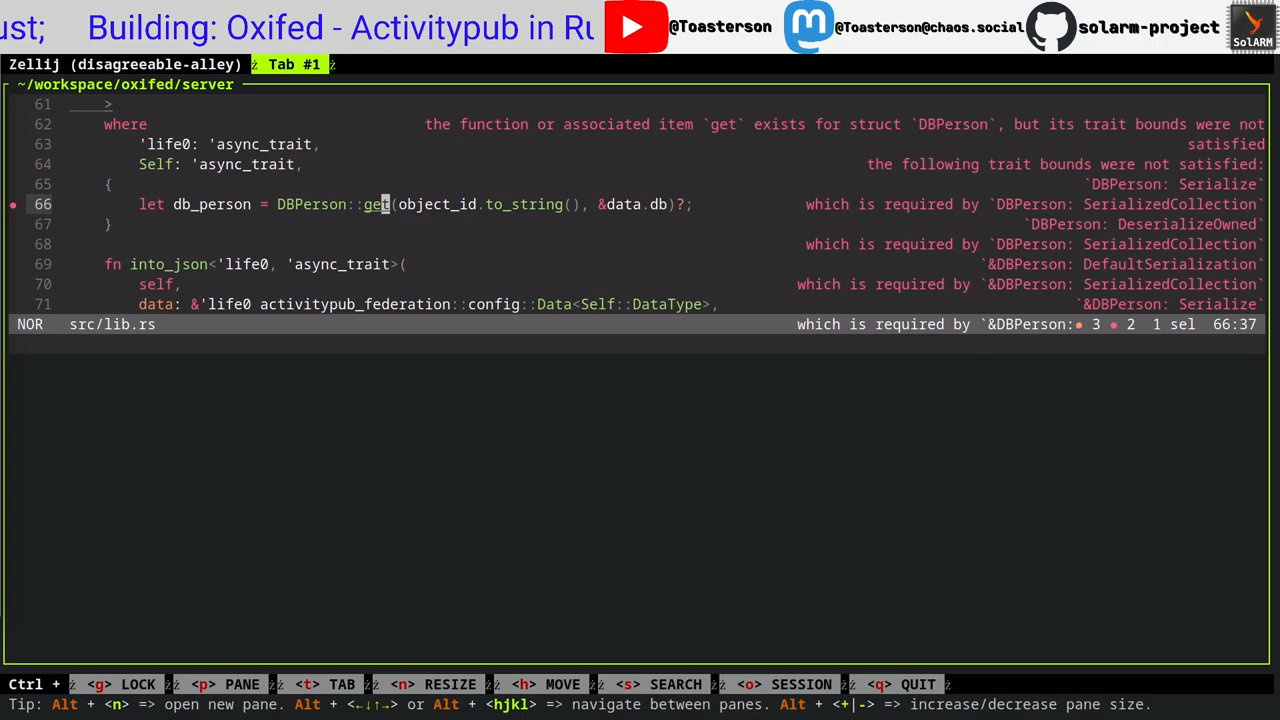 ust;    Building: Oxifed - Activitypub in Ru
@Toasterson
@Toasterson@chaos.social
solarm-project
SolARM
Zellij (disagreeable-alley)  Tab #1
~/workspace/oxifed/server
61 >
62 where the function or associated item `get` exists for struct `DBPerson`, but its trait bounds were not
63 'life0: 'async_trait, satisfied
64 Self: 'async_trait, the following trait bounds were not satisfied:
65 { `DBPerson: Serialize`
66 let db_person = DBPerson::get(object_id.to_string(), &data.db)?; which is required by `DBPerson: SerializedCollection`
67 } `DBPerson: DeserializeOwned`
68 which is required by `DBPerson: SerializedCollection`
69 fn into_json<'life0, 'async_trait>( `&DBPerson: DefaultSerialization`
70 self, which is required by `&DBPerson: SerializedCollection`
71 data: &'life0 activitypub_federation::config::Data<Self::DataType>, `&DBPerson: Serialize`
NOR src/lib.rs which is required by `&DBPerson:● 3 ● 2 1 sel 66:37
Ctrl + <g> LOCK <p> PANE <t> TAB <n> RESIZE <h> MOVE <s> SEARCH <o> SESSION <q> QUIT
Tip: Alt + <n> => open new pane. Alt + <←↓↑→> or Alt + <hjkl> => navigate between panes. Alt + <+|-> => increase/decrease pane size.